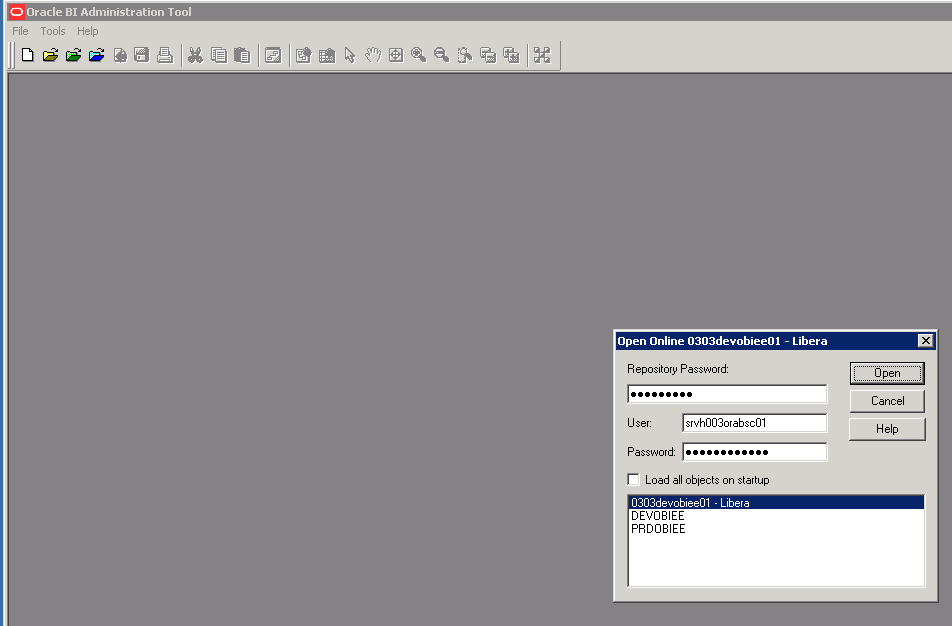 Oracle BI Administration Tool
File Tools Help
Open Online 0303devobiee01 - Libera
Repository Password:
Open
●●●●●●●●●
Cancel
User: srvh003orabsc01
Help
Password: ●●●●●●●●●●●●
Load all objects on startup
0303devobiee01 - Libera
DEVOBIEE
PRDOBIEE